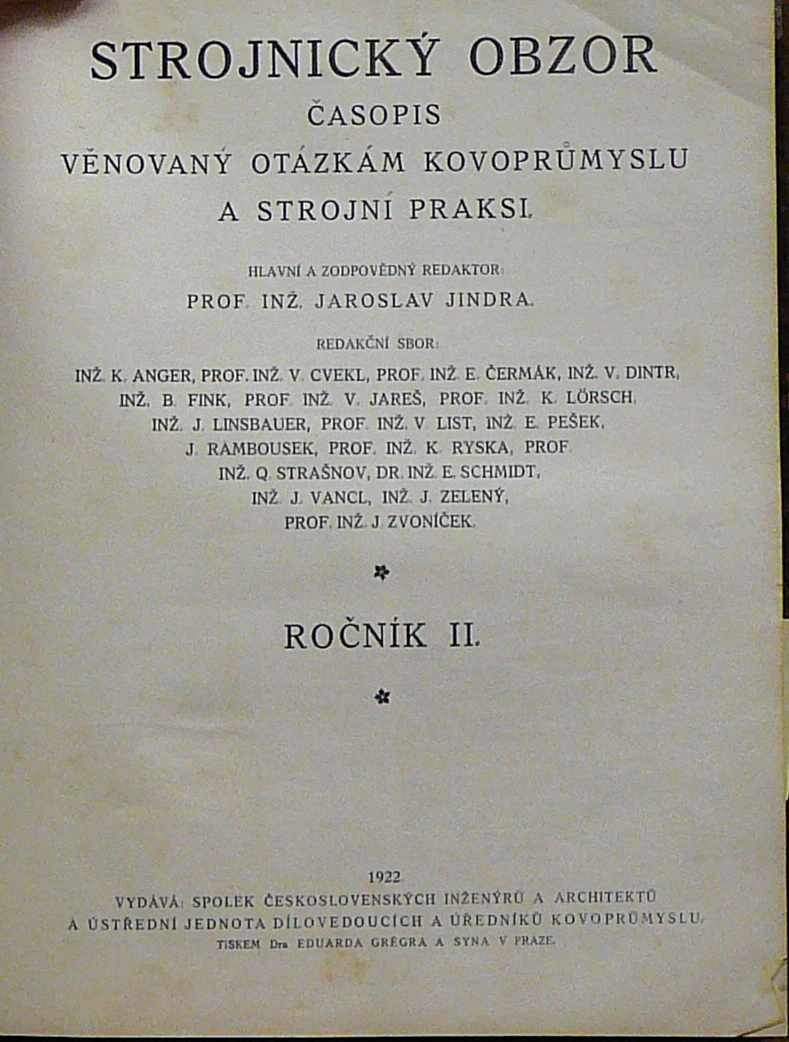 STROJNICKÝ OBZOR
ČASOPIS
VĚNOVANÝ OTÁZKÁM KOVOPRŮMYSLU
A STROJNÍ PRAKSI.
HLAVNÍ A ZODPOVĚDNÝ REDAKTOR:
PROF. INŽ. JAROSLAV JINDRA.
REDAKČNÍ SBOR:
INŽ. K. ANGER, PROF. INŽ. V. CVEKL, PROF. INŽ. E. ČERMÁK, INŽ. V. DINTR,
INŽ. B. FINK, PROF. INŽ. V. JAREŠ, PROF. INŽ. K. LÖRSCH,
INŽ. J. LINSBAUER, PROF. INŽ. V. LIST, INŽ. E. PEŠEK,
J. RAMBOUSEK, PROF. INŽ. K. RYSKA, PROF.
INŽ. Q. STRAŠNOV, DR. INŽ. E. SCHMIDT,
INŽ. J. VANCL, INŽ. J. ZELENÝ,
PROF. INŽ. J. ZVONÍČEK.
ROČNÍK II.
1922
VYDÁVÁ: SPOLEK ČESKOSLOVENSKÝCH INŽENÝRŮ A ARCHITEKTŮ
A ÚSTŘEDNÍ JEDNOTA DÍLOVEDOUCÍCH A ÚŘEDNÍKŮ KOVOPRŮMYSLU.
TISKEM Dra EDUARDA GRÉGRA A SYNA V PRAZE.